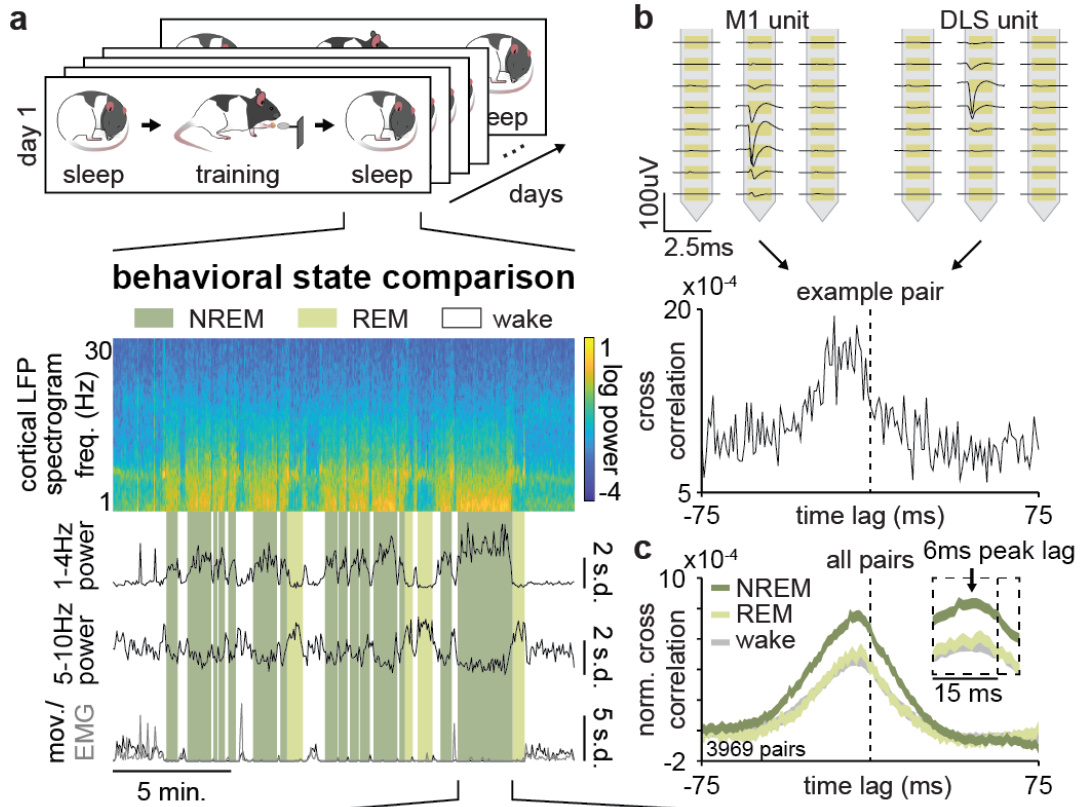 a
day 1
sleep
training
sleep
eep
...
days
behavioral state comparison
NREM
REM
wake
cortical LFP
spectrogram
freq. (Hz)
30
1
1
log power
-4
1-4Hz
power
2 s.d.
5-10Hz
power
2 s.d.
mov./
EMG
5 s.d.
5 min.
b
M1 unit
DLS unit
100uV
2.5ms
x10-4
example pair
20
cross
correlation
5
-75
time lag (ms)
75
c
x10-4
all pairs
6ms peak lag
10
NREM
REM
wake
15 ms
norm. cross
correlation
3969 pairs
-2
-75
time lag (ms)
75